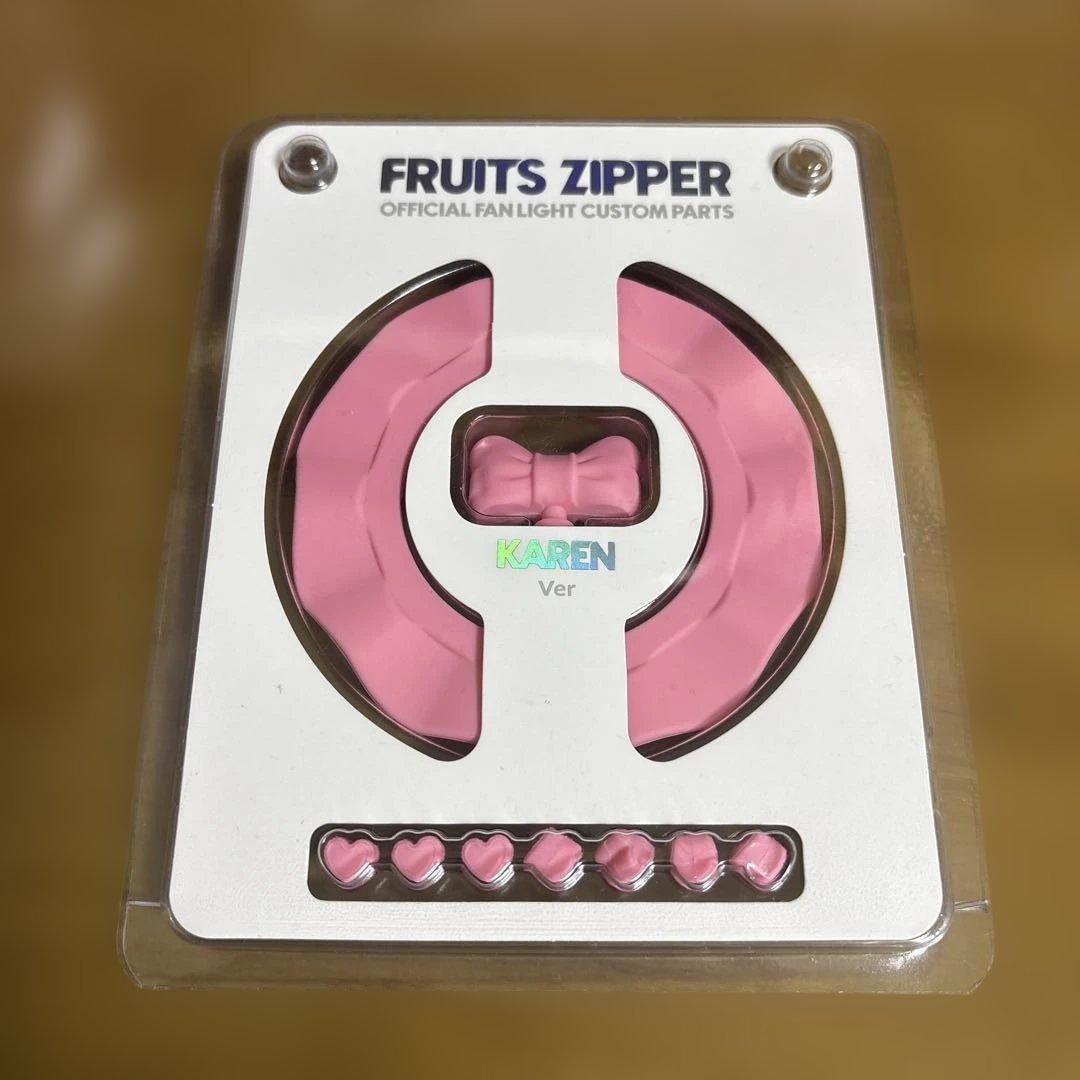 FRUITS ZIPPER
OFFICIAL FAN LIGHT CUSTOM PARTS
KAREN
Ver